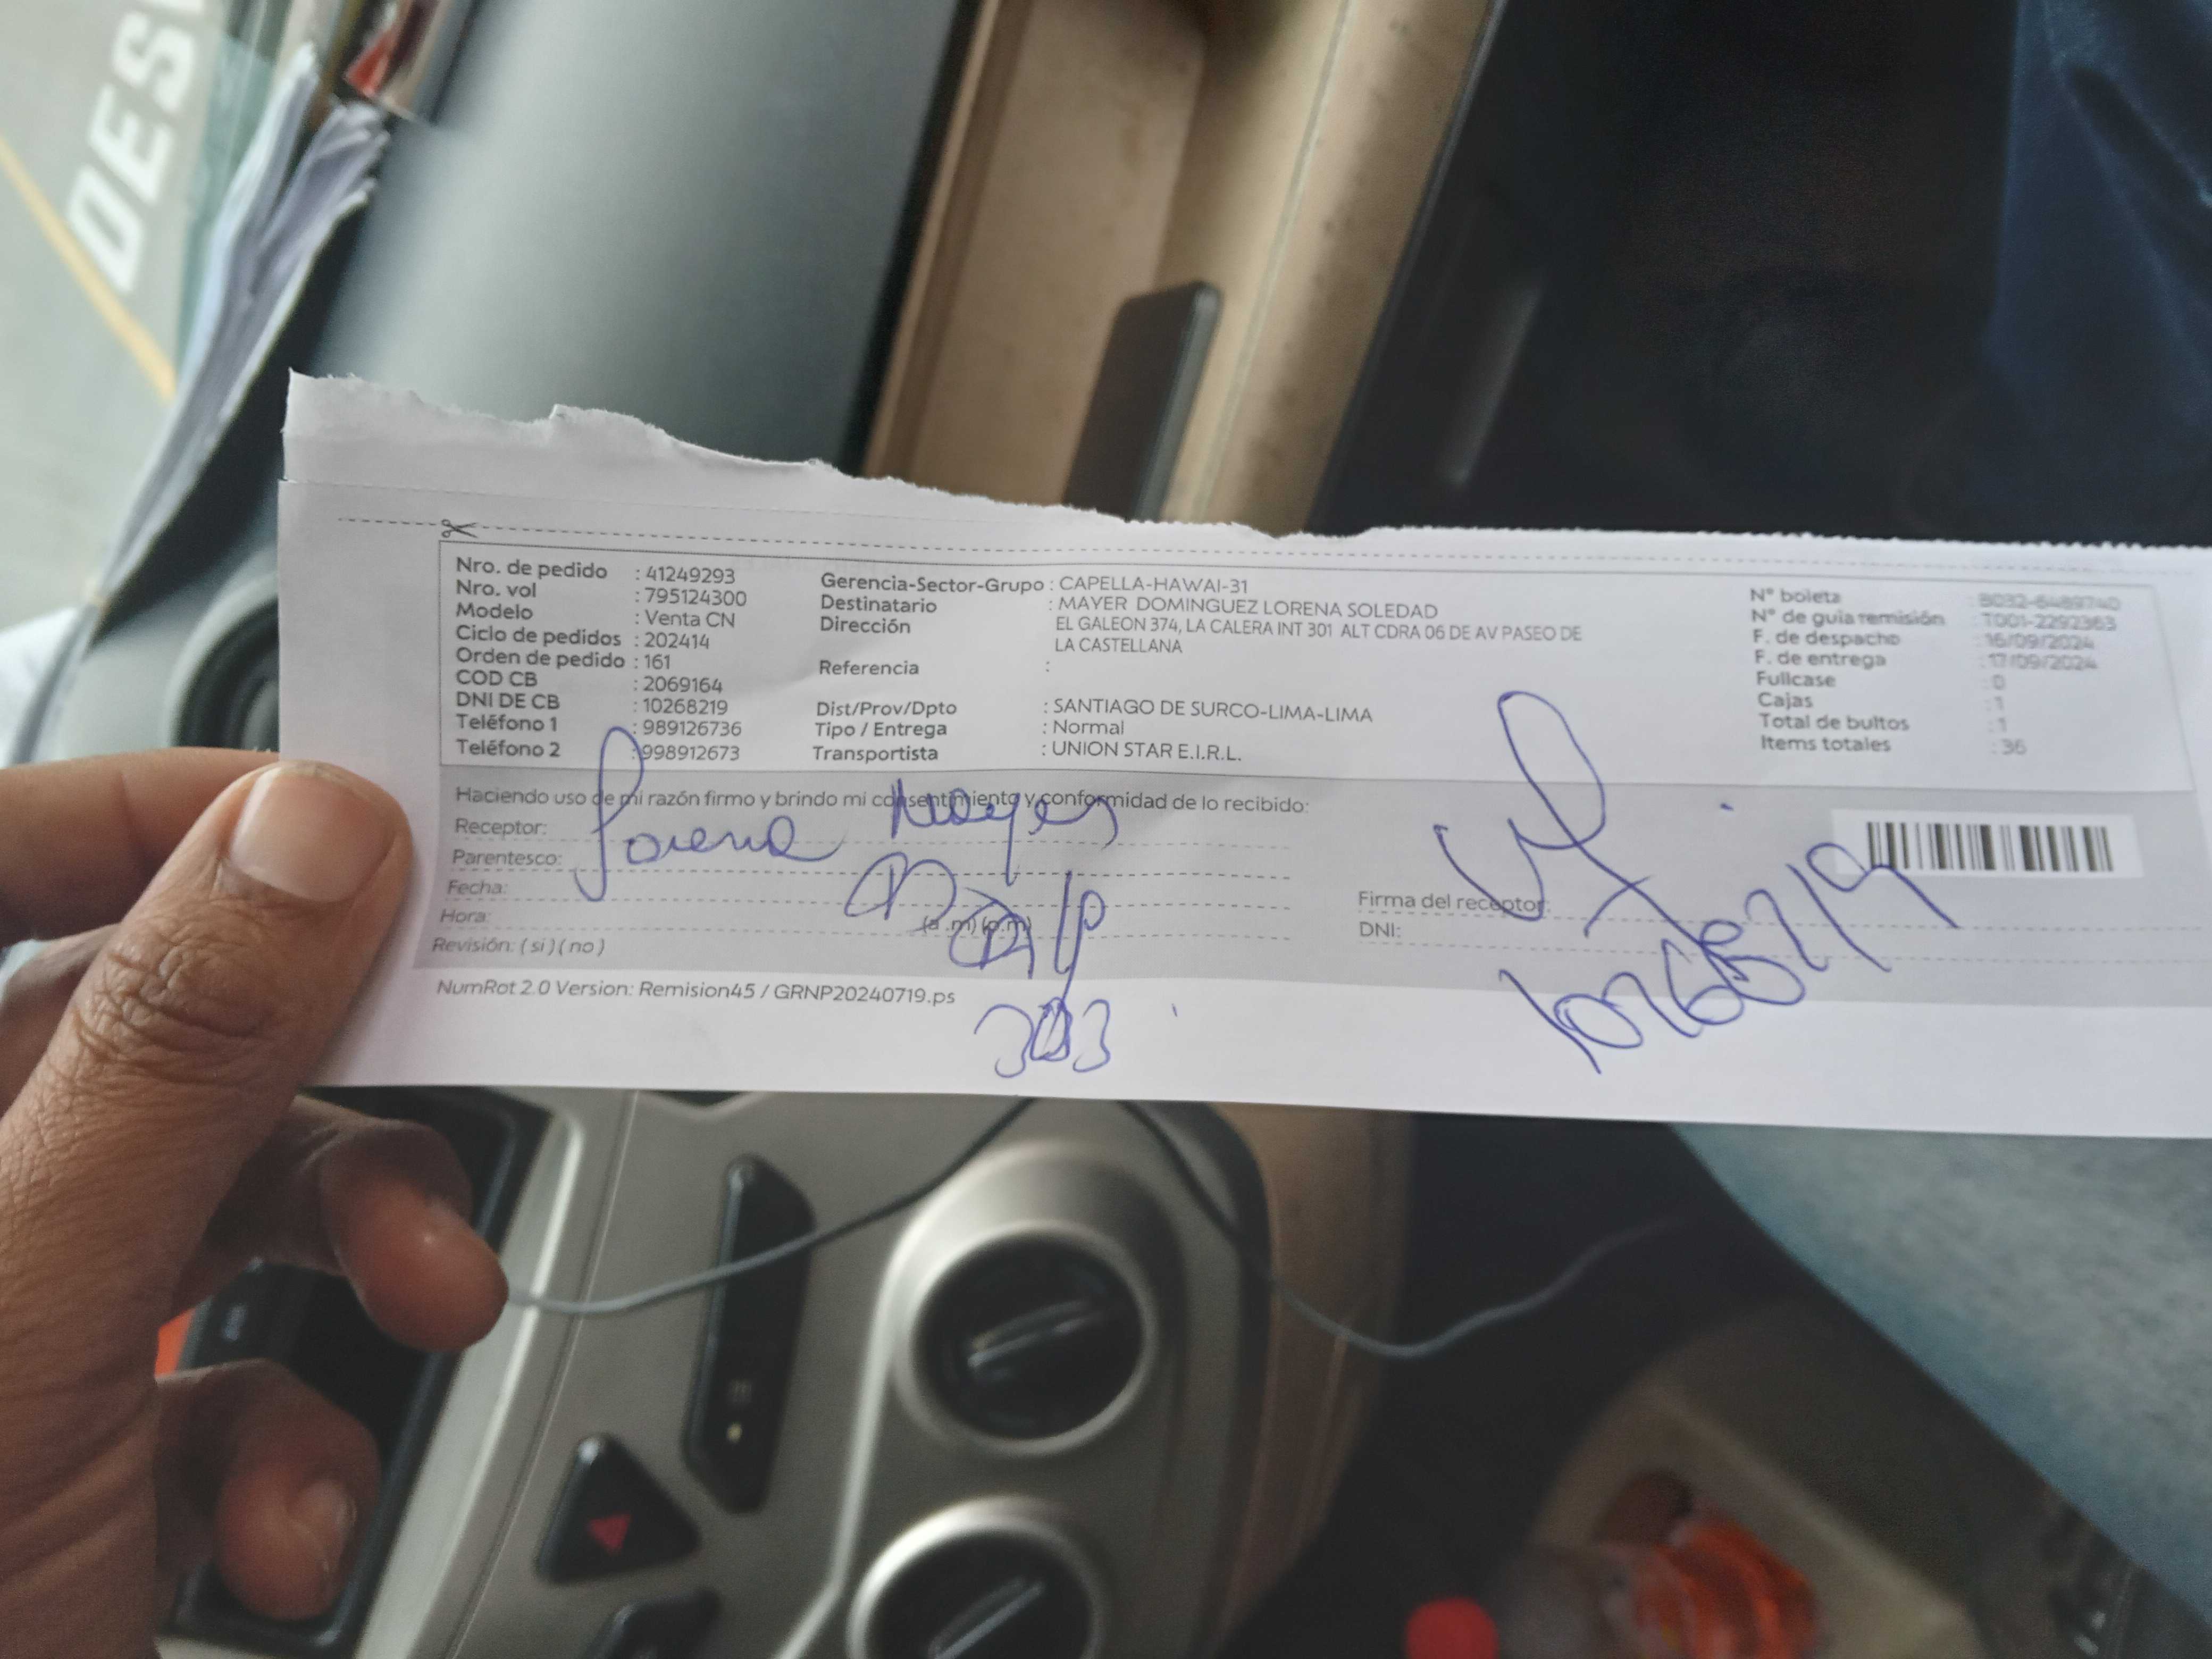 DES
Nro. de pedido : 41249293
Nro. vol : 795124300
Modelo : Venta CN
Ciclo de pedidos : 202414
Orden de pedido : 161
COD CB : 2069164
DNI DE CB : 10268219
Teléfono 1 : 989126736
Teléfono 2 : 998912673
Gerencia-Sector-Grupo : CAPELLA-HAWAI-31
Destinatario : MAYER DOMINGUEZ LORENA SOLEDAD
Dirección EL GALEON 374, LA CALERA INT 301 ALT CDRA 06 DE AV PASEO DE
LA CASTELLANA
Referencia :
Dist/Prov/Dpto : SANTIAGO DE SURCO-LIMA-LIMA
Tipo / Entrega : Normal
Transportista : UNION STAR E.I.R.L.
N° boleta : B032-6489740
N° de guia remisión : T001-2292363
F. de despacho : 16/09/2024
F. de entrega : 17/09/2024
Fullcase : 0
Cajas : 1
Total de bultos : 1
Items totales : 36
Haciendo uso de mi razón firmo y brindo mi consentimiento y conformidad de lo recibido:
Receptor: Lorena Mayer
Parentesco:
Fecha:
Hora: (a .m) (p.m)
Revisión: ( si ) ( no )
Firma del receptor:
DNI: 10268219
NumRot 2.0 Version: Remision45 / GRNP20240719.ps